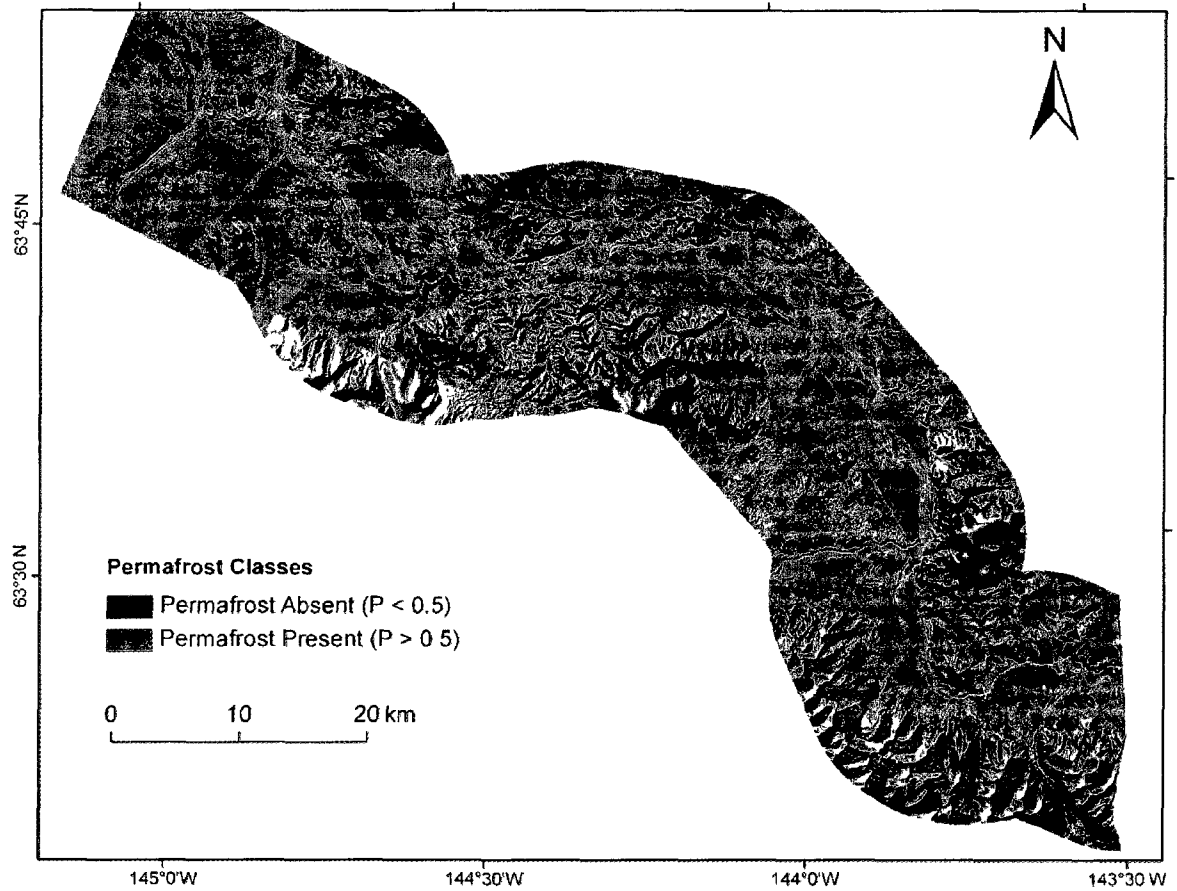 N
63°45'N
63°30 N
Permafrost Classes
Permafrost Absent (P < 0.5)
Permafrost Present (P > 0 5)
0 10 20 km
145°0'W 144°30'W 144°0'W 143°30'W